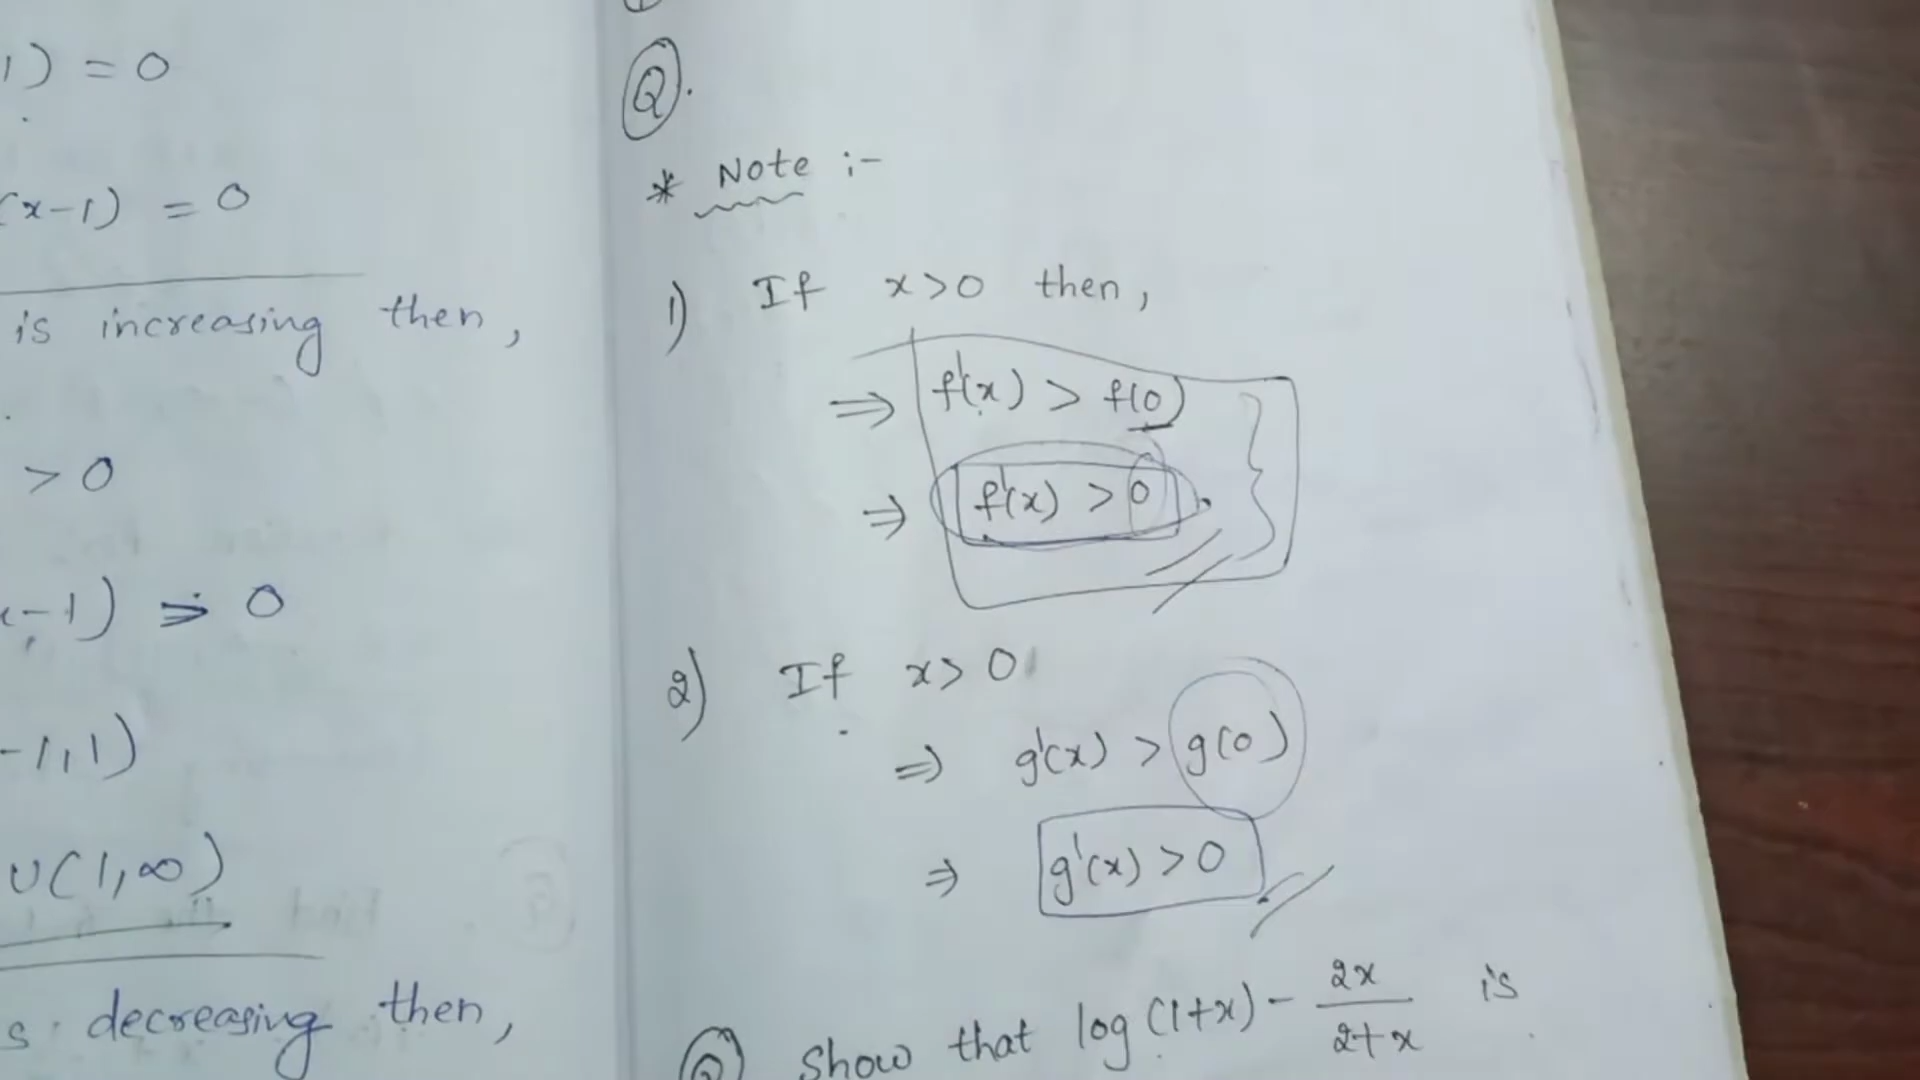 1) = 0
(x-1) = 0
is increasing then,
> 0
x-1) > 0
-1,1)
U(1,∞)
s decreasing then,
Q.
* Note :-
1) If x>0 then,
⇒ f'(x) > f(0)
⇒ f'(x) > 0.
2) If x>0
⇒ g'(x) > g(0)
⇒ g'(x) > 0
Q Show that log(1+x) - 2x/2+x is